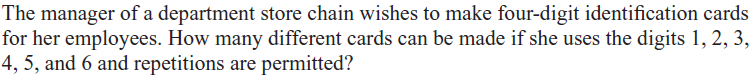 The manager of a department store chain wishes to make four-digit identification cards
for her employees. How many different cards can be made if she uses the digits 1, 2, 3,
4, 5, and 6 and repetitions are permitted?